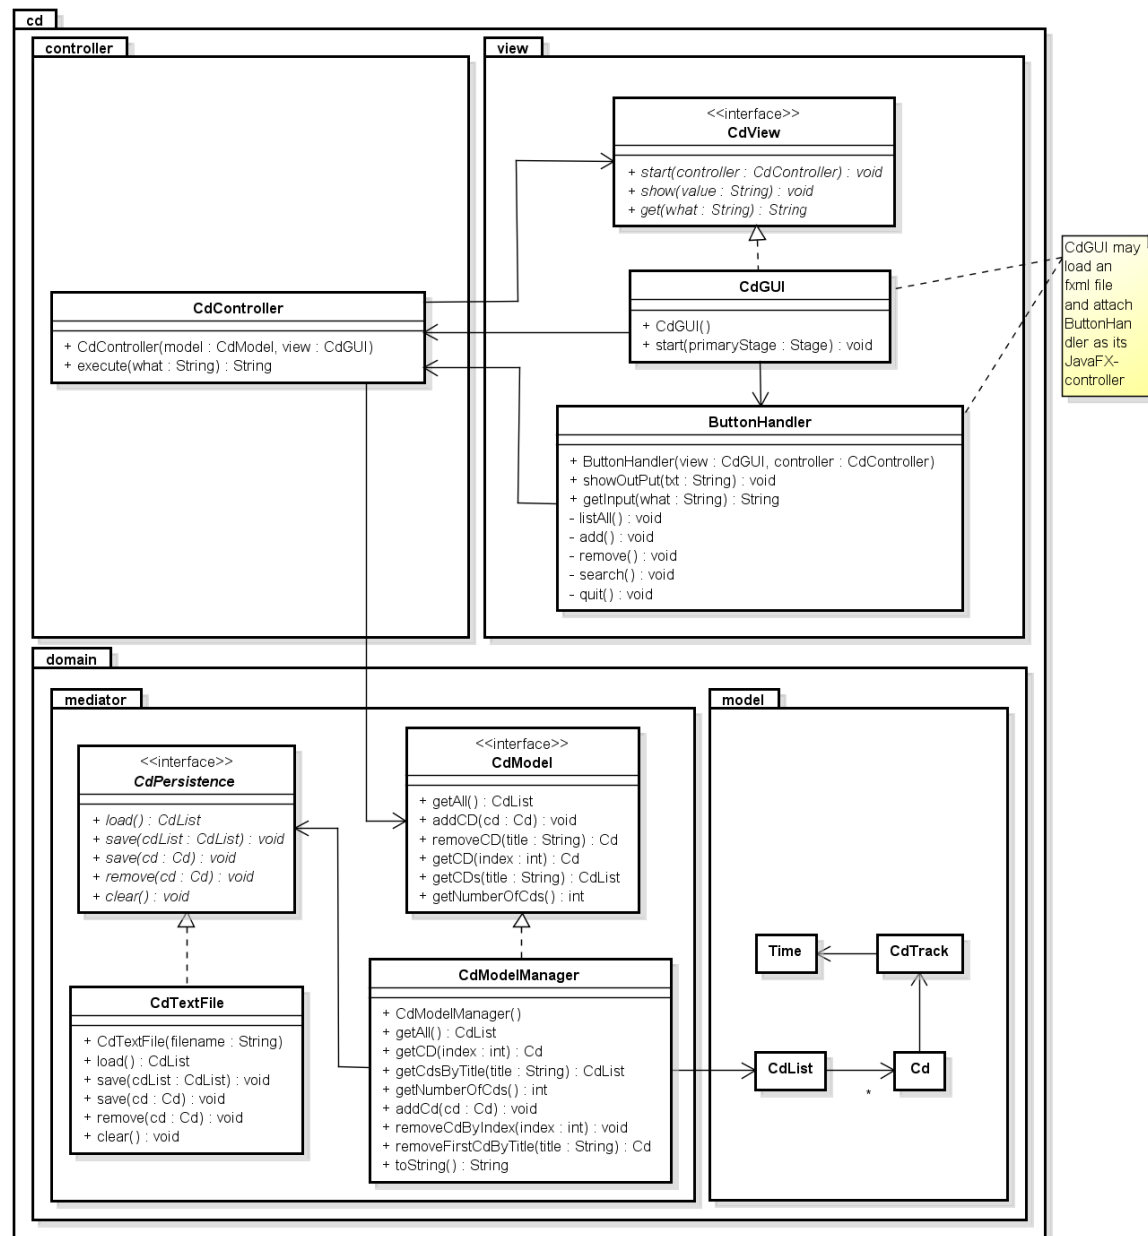 cd
controller
view
<<interface>>
CdView
+ start(controller : CdController) : void
+ show(value : String) : void
+ get(what : String) : String
CdGUI may
load an
fxml file
and attach
ButtonHan
dler as its
JavaFX-
controller
CdGUI
+ CdGUI()
+ start(primaryStage : Stage) : void
CdController
+ CdController(model : CdModel, view : CdGUI)
+ execute(what : String) : String
ButtonHandler
+ ButtonHandler(view : CdGUI, controller : CdController)
+ showOutPut(txt : String) : void
+ getInput(what : String) : String
- listAll() : void
- add() : void
- remove() : void
- search() : void
- quit() : void
domain
mediator
model
<<interface>>
CdPersistence
+ load() : CdList
+ save(cdList : CdList) : void
+ save(cd : Cd) : void
+ remove(cd : Cd) : void
+ clear() : void
<<interface>>
CdModel
+ getAll() : CdList
+ addCD(cd : Cd) : void
+ removeCD(title : String) : Cd
+ getCD(index : int) : Cd
+ getCDs(title : String) : CdList
+ getNumberOfCds() : int
CdTextFile
+ CdTextFile(filename : String)
+ load() : CdList
+ save(cdList : CdList) : void
+ save(cd : Cd) : void
+ remove(cd : Cd) : void
+ clear() : void
CdModelManager
+ CdModelManager()
+ getAll() : CdList
+ getCD(index : int) : Cd
+ getCdsByTitle(title : String) : CdList
+ getNumberOfCds() : int
+ addCd(cd : Cd) : void
+ removeCdByIndex(index : int) : void
+ removeFirstCdByTitle(title : String) : Cd
+ toString() : String
Time
CdTrack
CdList
Cd
*